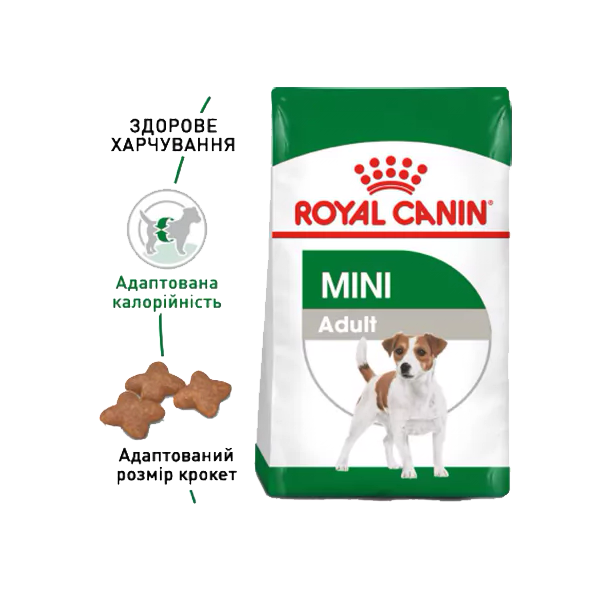 ЗДОРОВЕ
ХАРЧУВАННЯ
Адаптована
калорійність
Адаптований
розмір крокет
ROYAL CANIN®
MINI
Adult